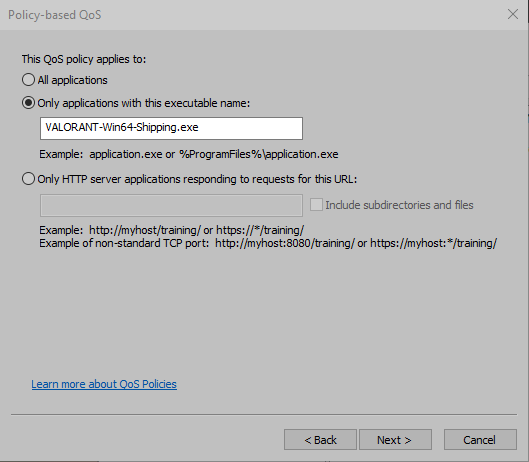 Policy-based QoS
This QoS policy applies to:
All applications
Only applications with this executable name:
VALORANT-Win64-Shipping.exe
Example: application.exe or %ProgramFiles%\application.exe
Only HTTP server applications responding to requests for this URL:
Include subdirectories and files
Example: http://myhost/training/ or https://*/training/
Example of non-standard TCP port: http://myhost:8080/training/ or https://myhost:*/training/
Learn more about QoS Policies
< Back Next > Cancel